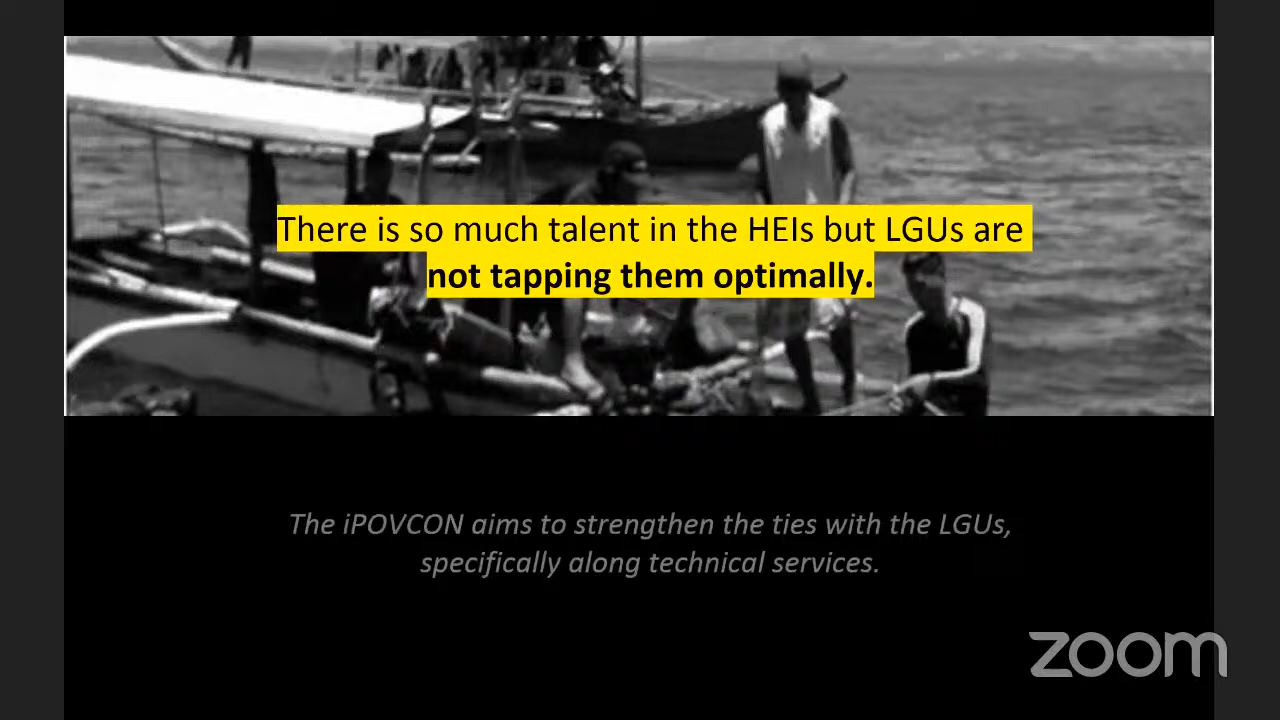 There is so much talent in the HEIs but LGUs are
not tapping them optimally.
The iPOVCON aims to strengthen the ties with the LGUs,
specifically along technical services.
zoom